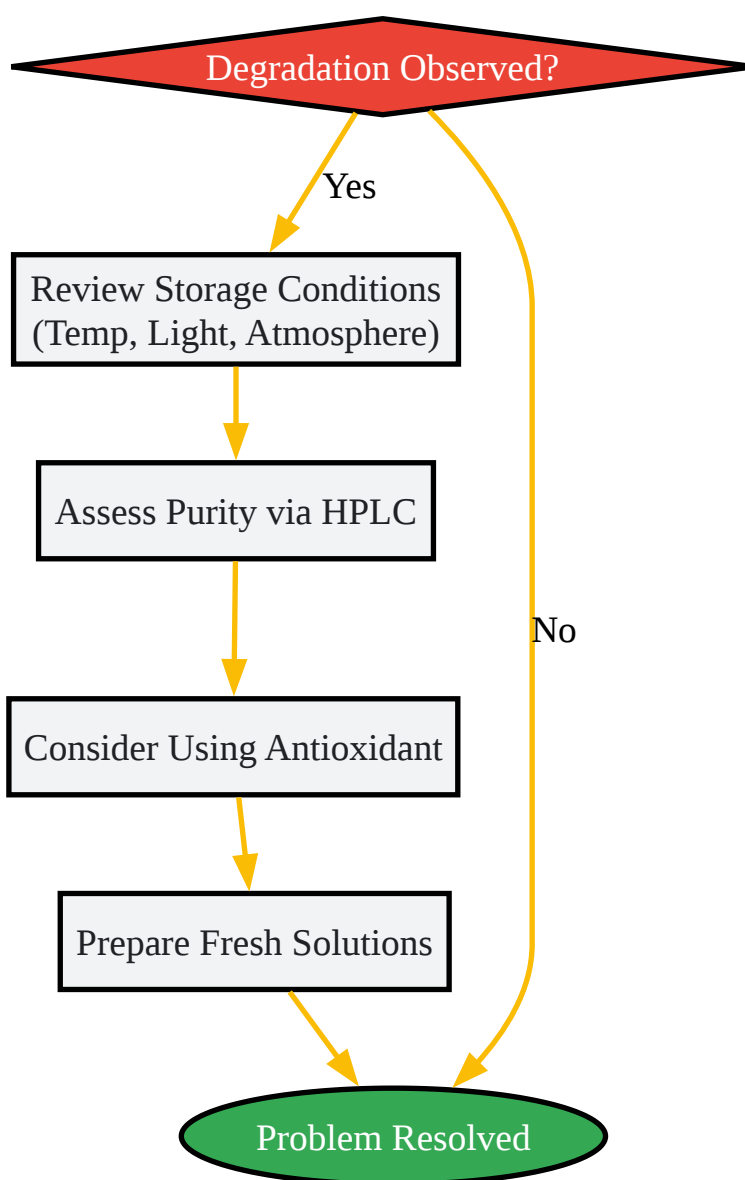 Degradation Observed?
Yes
Review Storage Conditions
(Temp, Light, Atmosphere)
Assess Purity via HPLC
No
Consider Using Antioxidant
Prepare Fresh Solutions
Problem Resolved